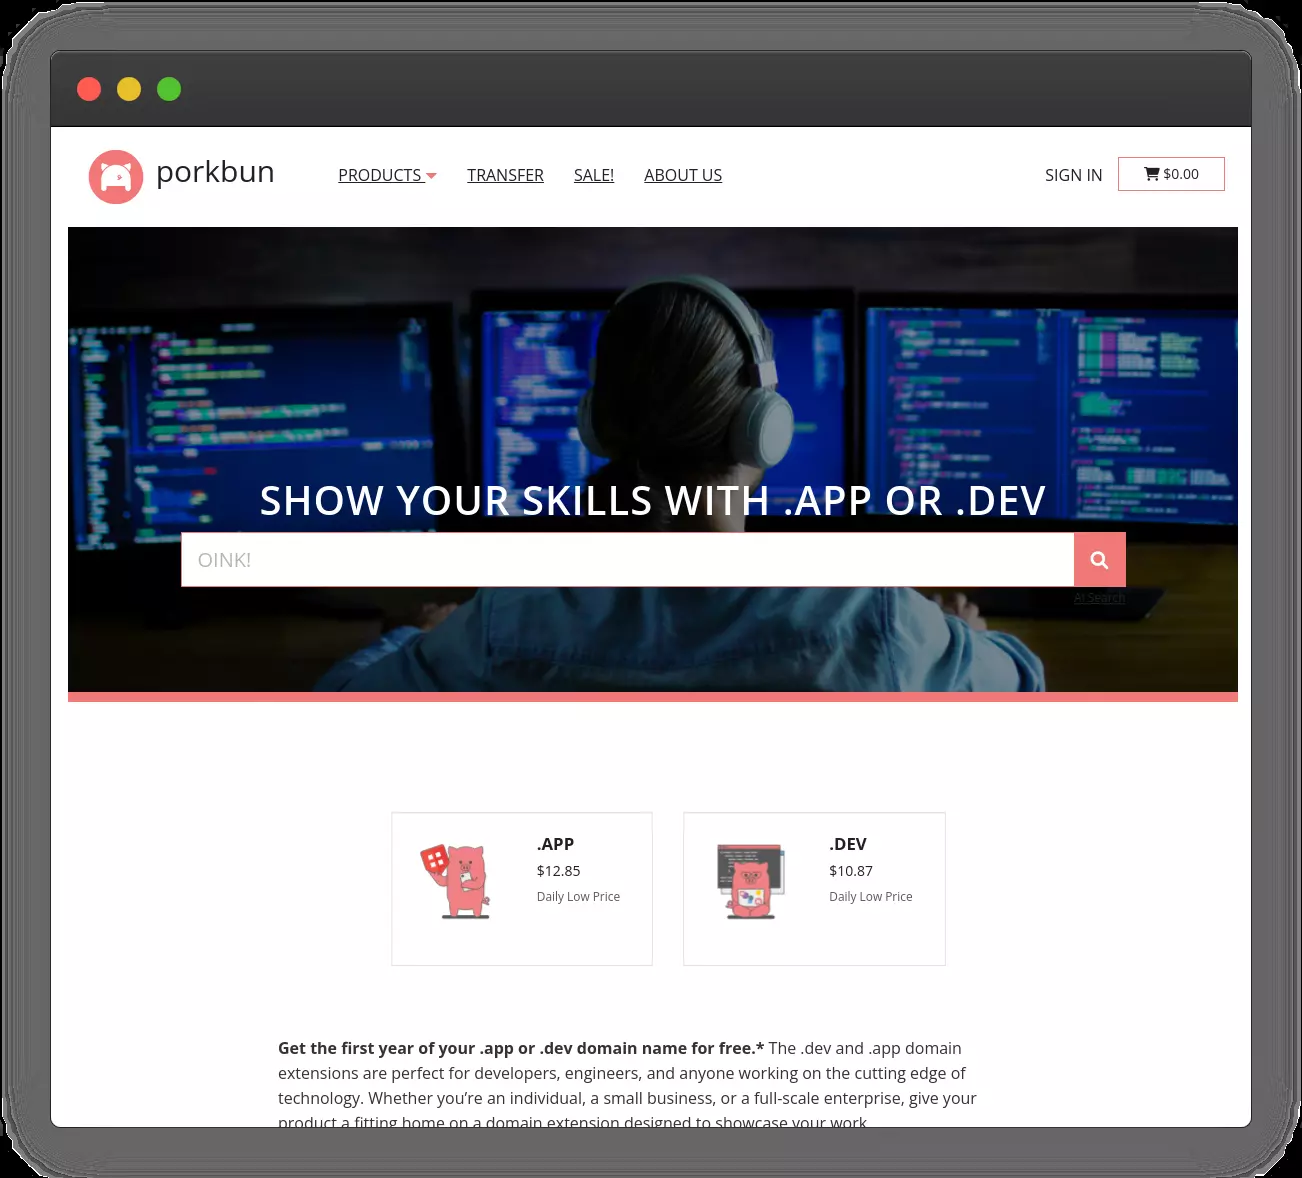 porkbun
PRODUCTS
TRANSFER
SALE!
ABOUT US
SIGN IN
$0.00
SHOW YOUR SKILLS WITH .APP OR .DEV
OINK!
AI Search
.APP
$12.85
Daily Low Price
.DEV
$10.87
Daily Low Price
Get the first year of your .app or .dev domain name for free.* The .dev and .app domain
extensions are perfect for developers, engineers, and anyone working on the cutting edge of
technology. Whether you’re an individual, a small business, or a full-scale enterprise, give your
product a fitting home on a domain extension designed to showcase your work.